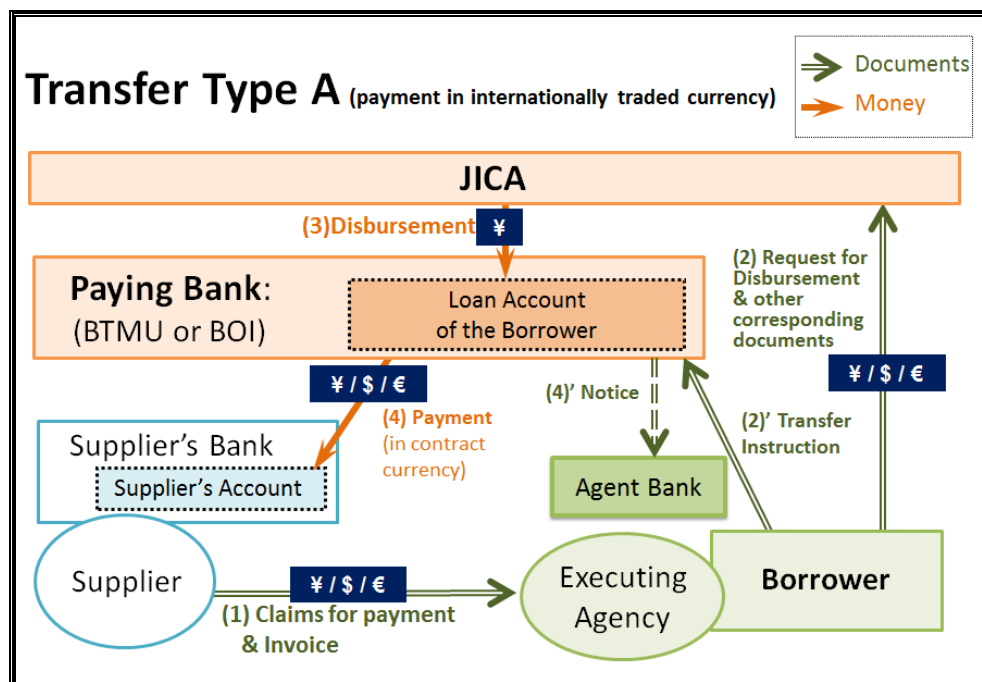 Transfer Type A (payment in internationally traded currency)
Documents
Money
JICA
(3)Disbursement
¥
Paying Bank:
(BTMU or BOI)
Loan Account
of the Borrower
(2) Request for
Disbursement
& other
corresponding
documents
¥ / $ / €
¥ / $ / €
(4) Payment
(in contract
currency)
(4)’ Notice
(2)’ Transfer
Instruction
Supplier’s Bank
Supplier’s Account
Agent Bank
Supplier
¥ / $ / €
(1) Claims for payment
& Invoice
Executing
Agency
Borrower